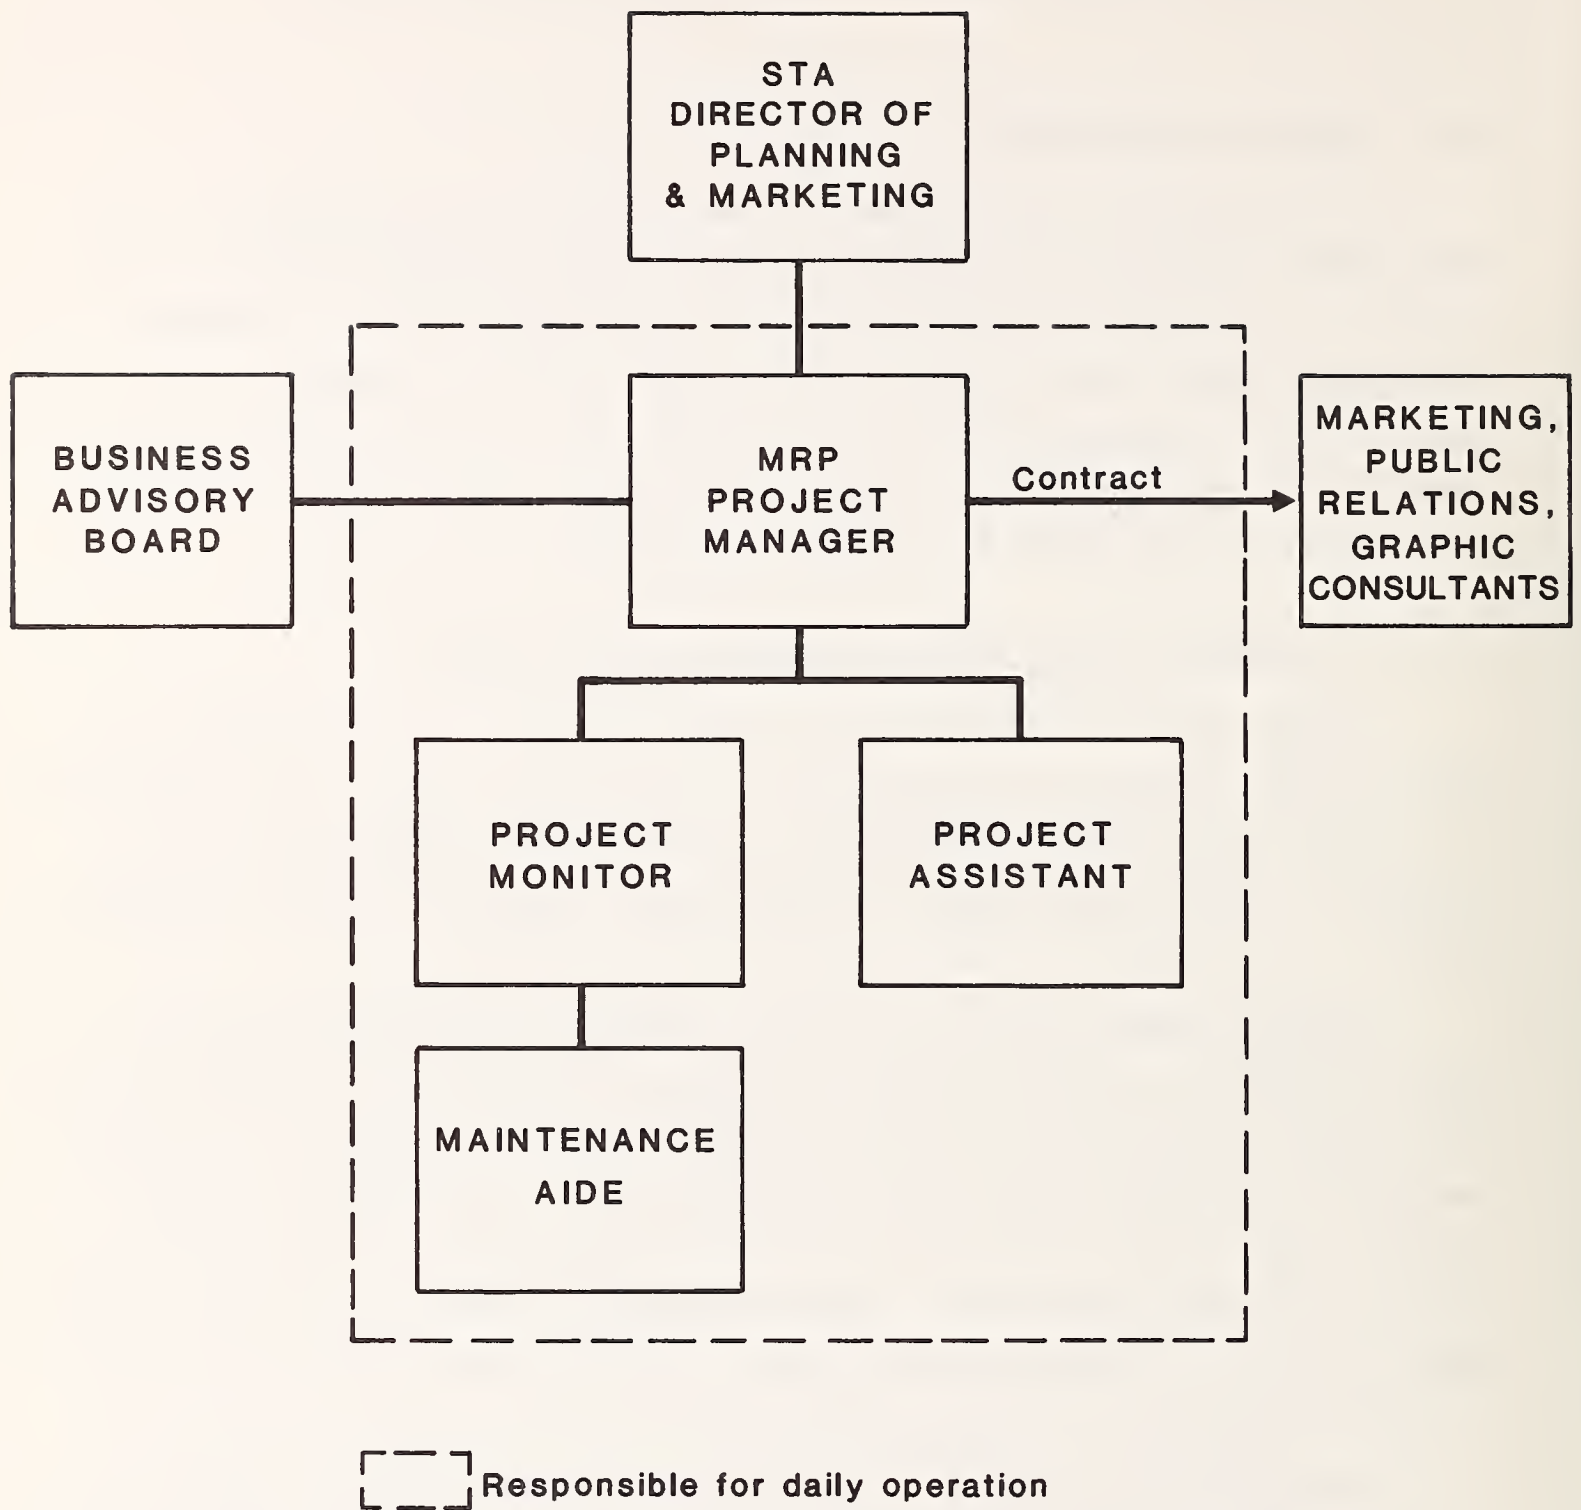 STA
DIRECTOR OF
PLANNING
& MARKETING
BUSINESS
ADVISORY
BOARD
MRP
PROJECT
MANAGER
Contract
MARKETING,
PUBLIC
RELATIONS,
GRAPHIC
CONSULTANTS
PROJECT
MONITOR
PROJECT
ASSISTANT
MAINTENANCE
AIDE
Responsible for daily operation